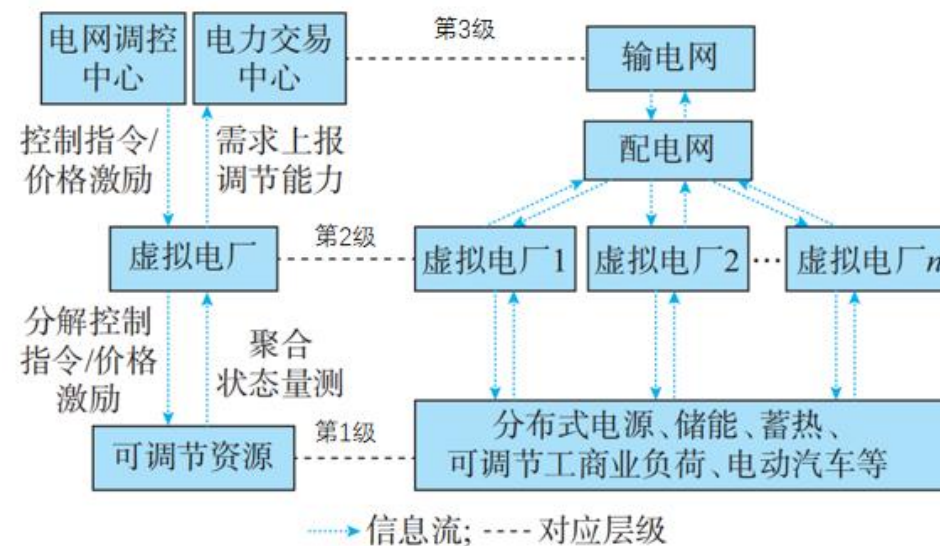 电网调控
中心
电力交易
中心
第3级
输电网
控制指令/
价格激励
需求上报
调节能力
配电网
虚拟电厂
第2级
虚拟电厂1
虚拟电厂2
…
虚拟电厂n
分解控制
指令/价格
激励
聚合
状态量测
可调节资源
第1级
分布式电源、储能、蓄热、
可调节工商业负荷、电动汽车等
信息流; ---- 对应层级